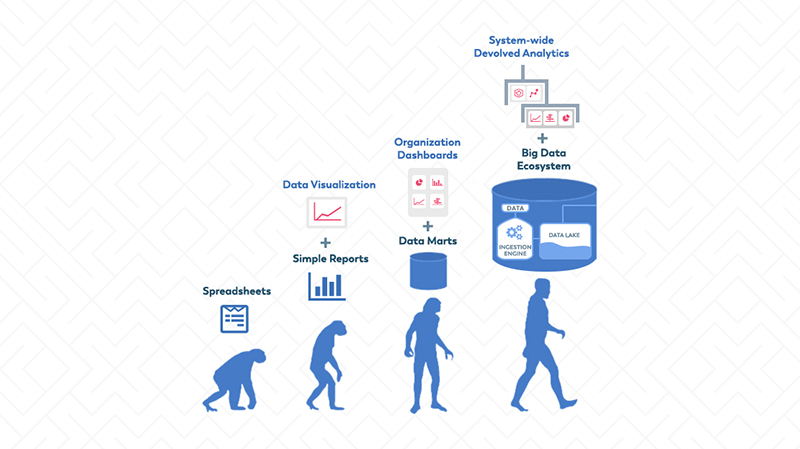 System-wide
Devolved Analytics
+
Big Data
Ecosystem
DATA
INGESTION
ENGINE
DATA LAKE
Organization
Dashboards
+
Data Marts
Data Visualization
+
Simple Reports
Spreadsheets